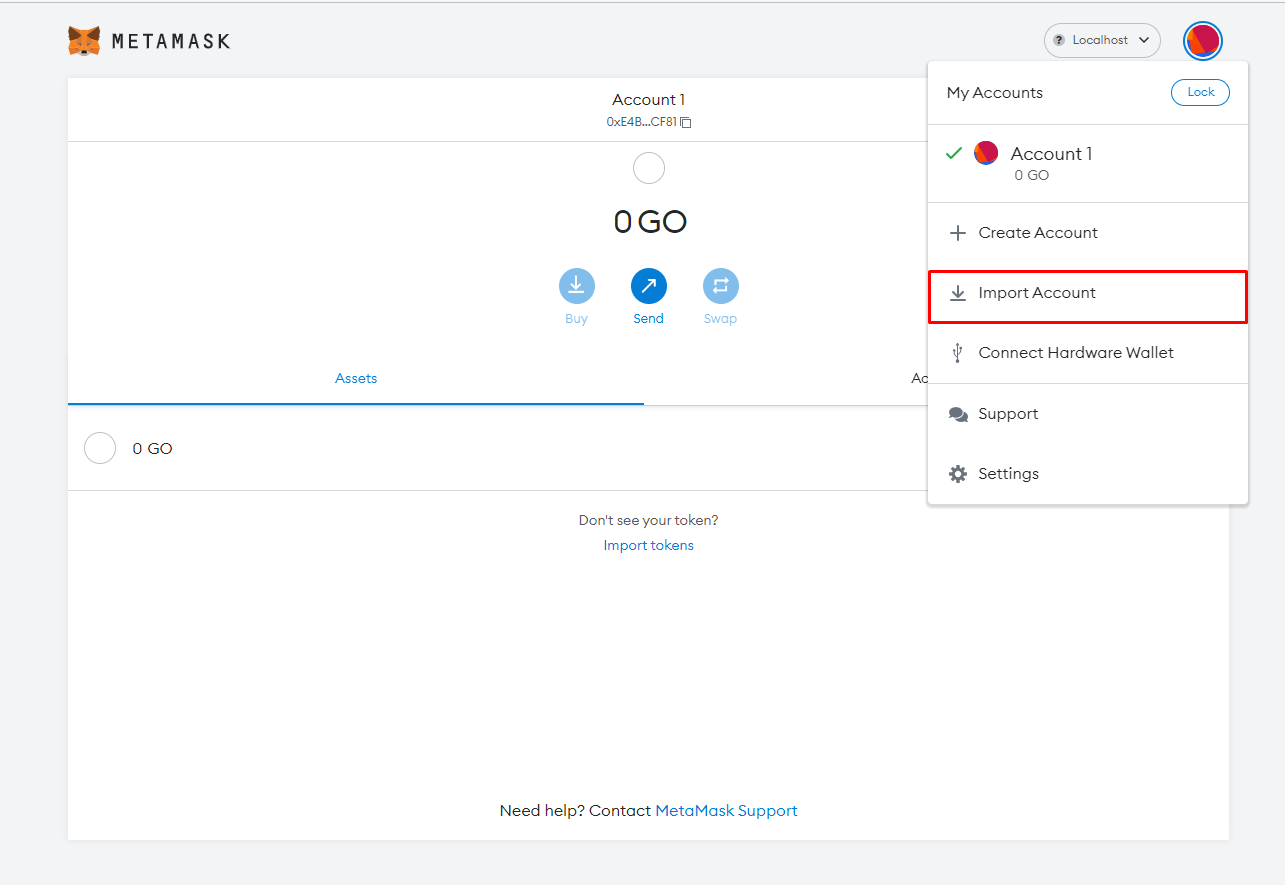 METAMASK
? Localhost
Account 1
0xE4B...CF81
0 GO
Buy
Send
Swap
Assets
Ac
0 GO
Don't see your token?
Import tokens
Need help? Contact MetaMask Support
My Accounts
Lock
Account 1
0 GO
Create Account
Import Account
Connect Hardware Wallet
Support
Settings